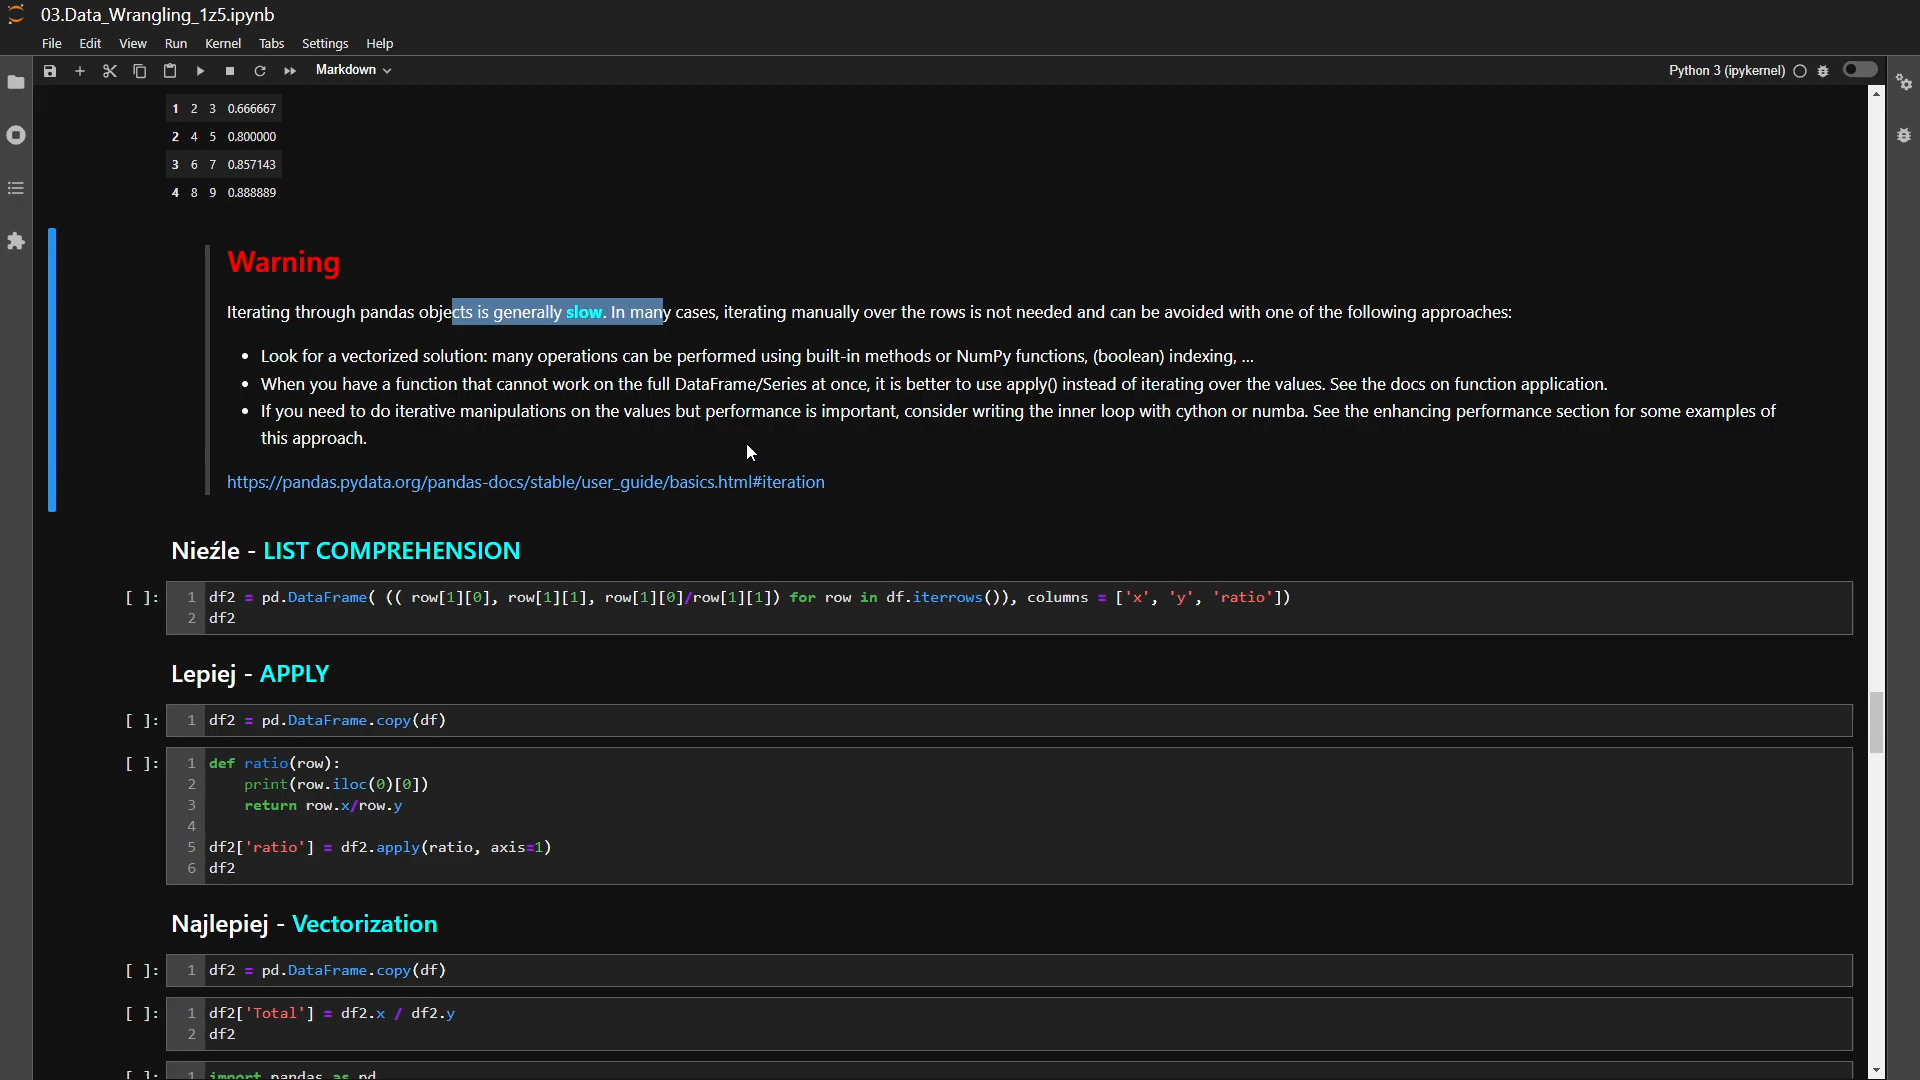 03.Data_Wrangling_1z5.ipynb
File Edit View Run Kernel Tabs Settings Help
Markdown
Python 3 (ipykernel)
1 2 3 0.666667
2 4 5 0.800000
3 6 7 0.857143
4 8 9 0.888889
Warning
Iterating through pandas objects is generally slow. In many cases, iterating manually over the rows is not needed and can be avoided with one of the following approaches:
• Look for a vectorized solution: many operations can be performed using built-in methods or NumPy functions, (boolean) indexing, ...
• When you have a function that cannot work on the full DataFrame/Series at once, it is better to use apply() instead of iterating over the values. See the docs on function application.
• If you need to do iterative manipulations on the values but performance is important, consider writing the inner loop with cython or numba. See the enhancing performance section for some examples of
this approach.
https://pandas.pydata.org/pandas-docs/stable/user_guide/basics.html#iteration
Nieźle - LIST COMPREHENSION
[ ]: 1 df2 = pd.DataFrame( (( row[1][0], row[1][1], row[1][0]/row[1][1]) for row in df.iterrows()), columns = ['x', 'y', 'ratio'])
2 df2
Lepiej - APPLY
[ ]: 1 df2 = pd.DataFrame.copy(df)
[ ]: 1 def ratio(row):
2 print(row.iloc(0)[0])
3 return row.x/row.y
4
5 df2['ratio'] = df2.apply(ratio, axis=1)
6 df2
Najlepiej - Vectorization
[ ]: 1 df2 = pd.DataFrame.copy(df)
[ ]: 1 df2['Total'] = df2.x / df2.y
2 df2
[ ]: 1 import pandas as pd